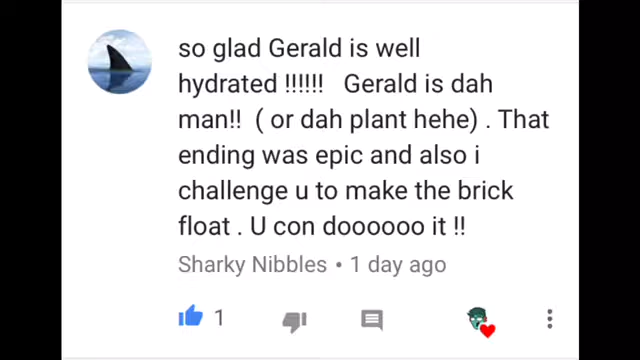 so glad Gerald is well
hydrated !!!!!!   Gerald is dah
man!!  ( or dah plant hehe) . That
ending was epic and also i
challenge u to make the brick
float . U con doooooo it !!
Sharky Nibbles • 1 day ago
1